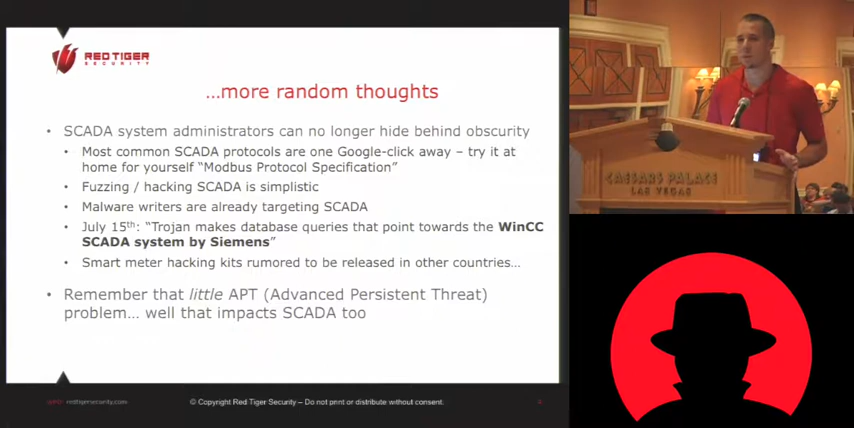 RED TIGER
SECURITY
…more random thoughts
• SCADA system administrators can no longer hide behind obscurity
• Most common SCADA protocols are one Google-click away – try it at
home for yourself “Modbus Protocol Specification”
• Fuzzing / hacking SCADA is simplistic
• Malware writers are already targeting SCADA
• July 15th: “Trojan makes database queries that point towards the WinCC
SCADA system by Siemens”
• Smart meter hacking kits rumored to be released in other countries…
• Remember that little APT (Advanced Persistent Threat)
problem… well that impacts SCADA too
redtigersecurity.com
© Copyright Red Tiger Security – Do not print or distribute without consent.
CAESARS PALACE
LAS VEGAS